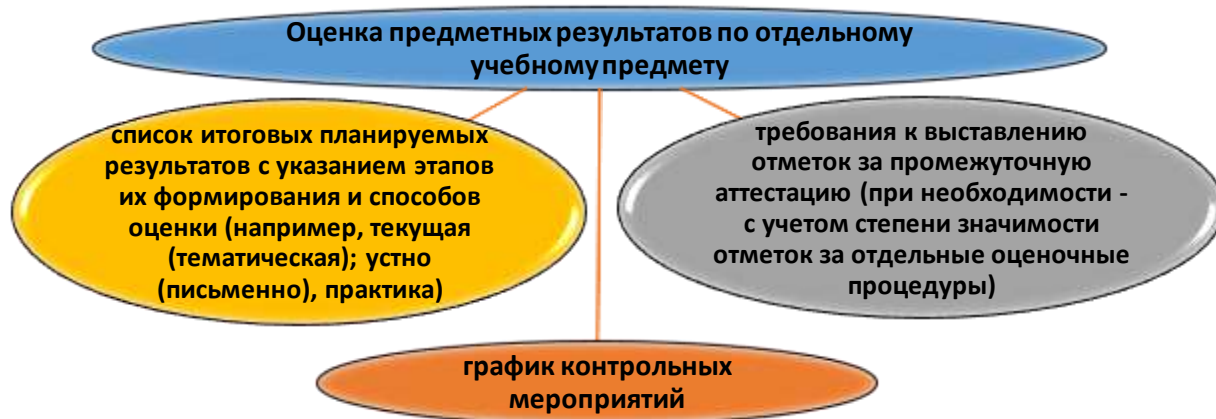 Оценка предметных результатов по отдельному
учебному предмету
список итоговых планируемых
результатов с указанием этапов
их формирования и способов
оценки (например, текущая
(тематическая); устно
(письменно), практика)
требования к выставлению
отметок за промежуточную
аттестацию (при необходимости -
с учетом степени значимости
отметок за отдельные оценочные
процедуры)
график контрольных
мероприятий